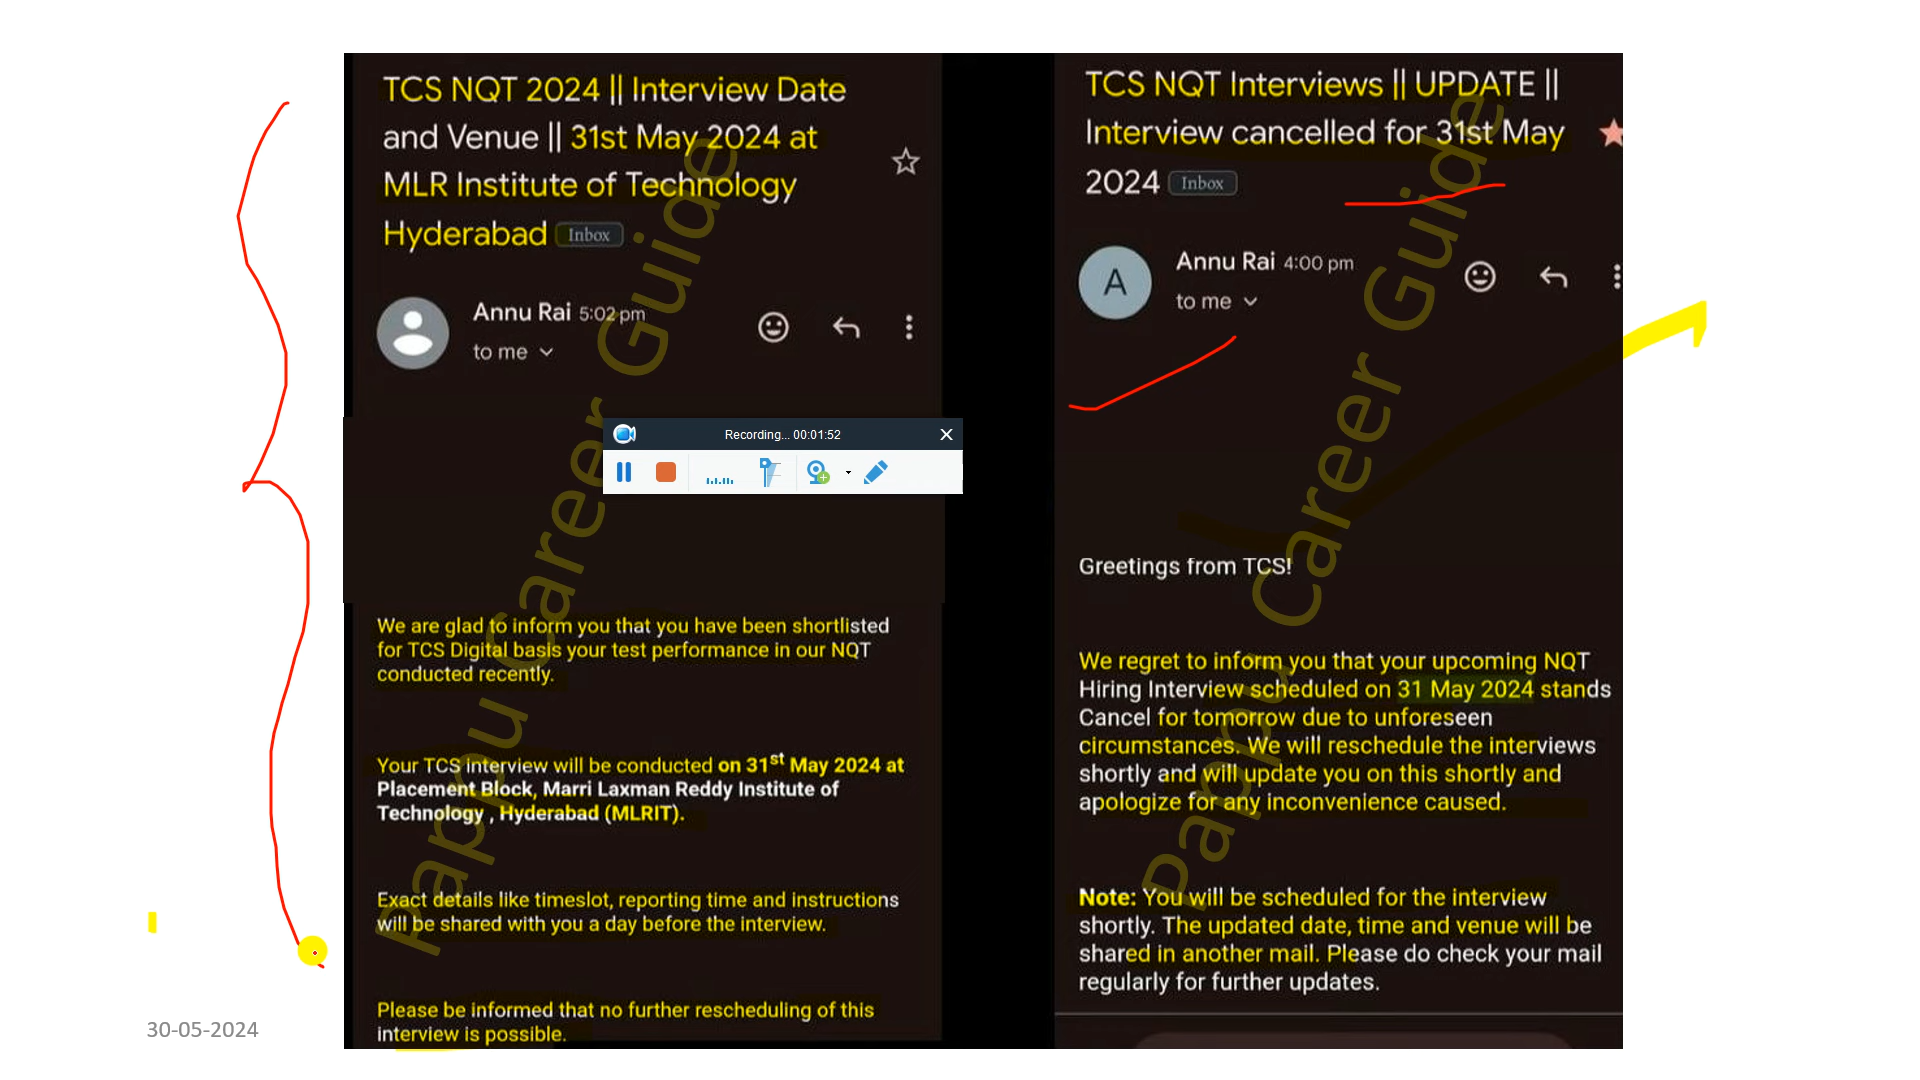 TCS NQT 2024 || Interview Date
and Venue || 31st May 2024 at
MLR Institute of Technology
Hyderabad Inbox
Annu Rai 5:02 pm
to me
We are glad to inform you that you have been shortlisted
for TCS Digital basis your test performance in our NQT
conducted recently.
Your TCS interview will be conducted on 31st May 2024 at
Placement Block, Marri Laxman Reddy Institute of
Technology , Hyderabad (MLRIT).
Exact details like timeslot, reporting time and instructions
will be shared with you a day before the interview.
Please be informed that no further rescheduling of this
interview is possible.
Pappu Career Guide
Recording... 00:01:52
TCS NQT Interviews || UPDATE ||
Interview cancelled for 31st May
2024 Inbox
A
Annu Rai 4:00 pm
to me
Greetings from TCS!
We regret to inform you that your upcoming NQT
Hiring Interview scheduled on 31 May 2024 stands
Cancel for tomorrow due to unforeseen
circumstances. We will reschedule the interviews
shortly and will update you on this shortly and
apologize for any inconvenience caused.
Note: You will be scheduled for the interview
shortly. The updated date, time and venue will be
shared in another mail. Please do check your mail
regularly for further updates.
Pappu Career Guide
30-05-2024